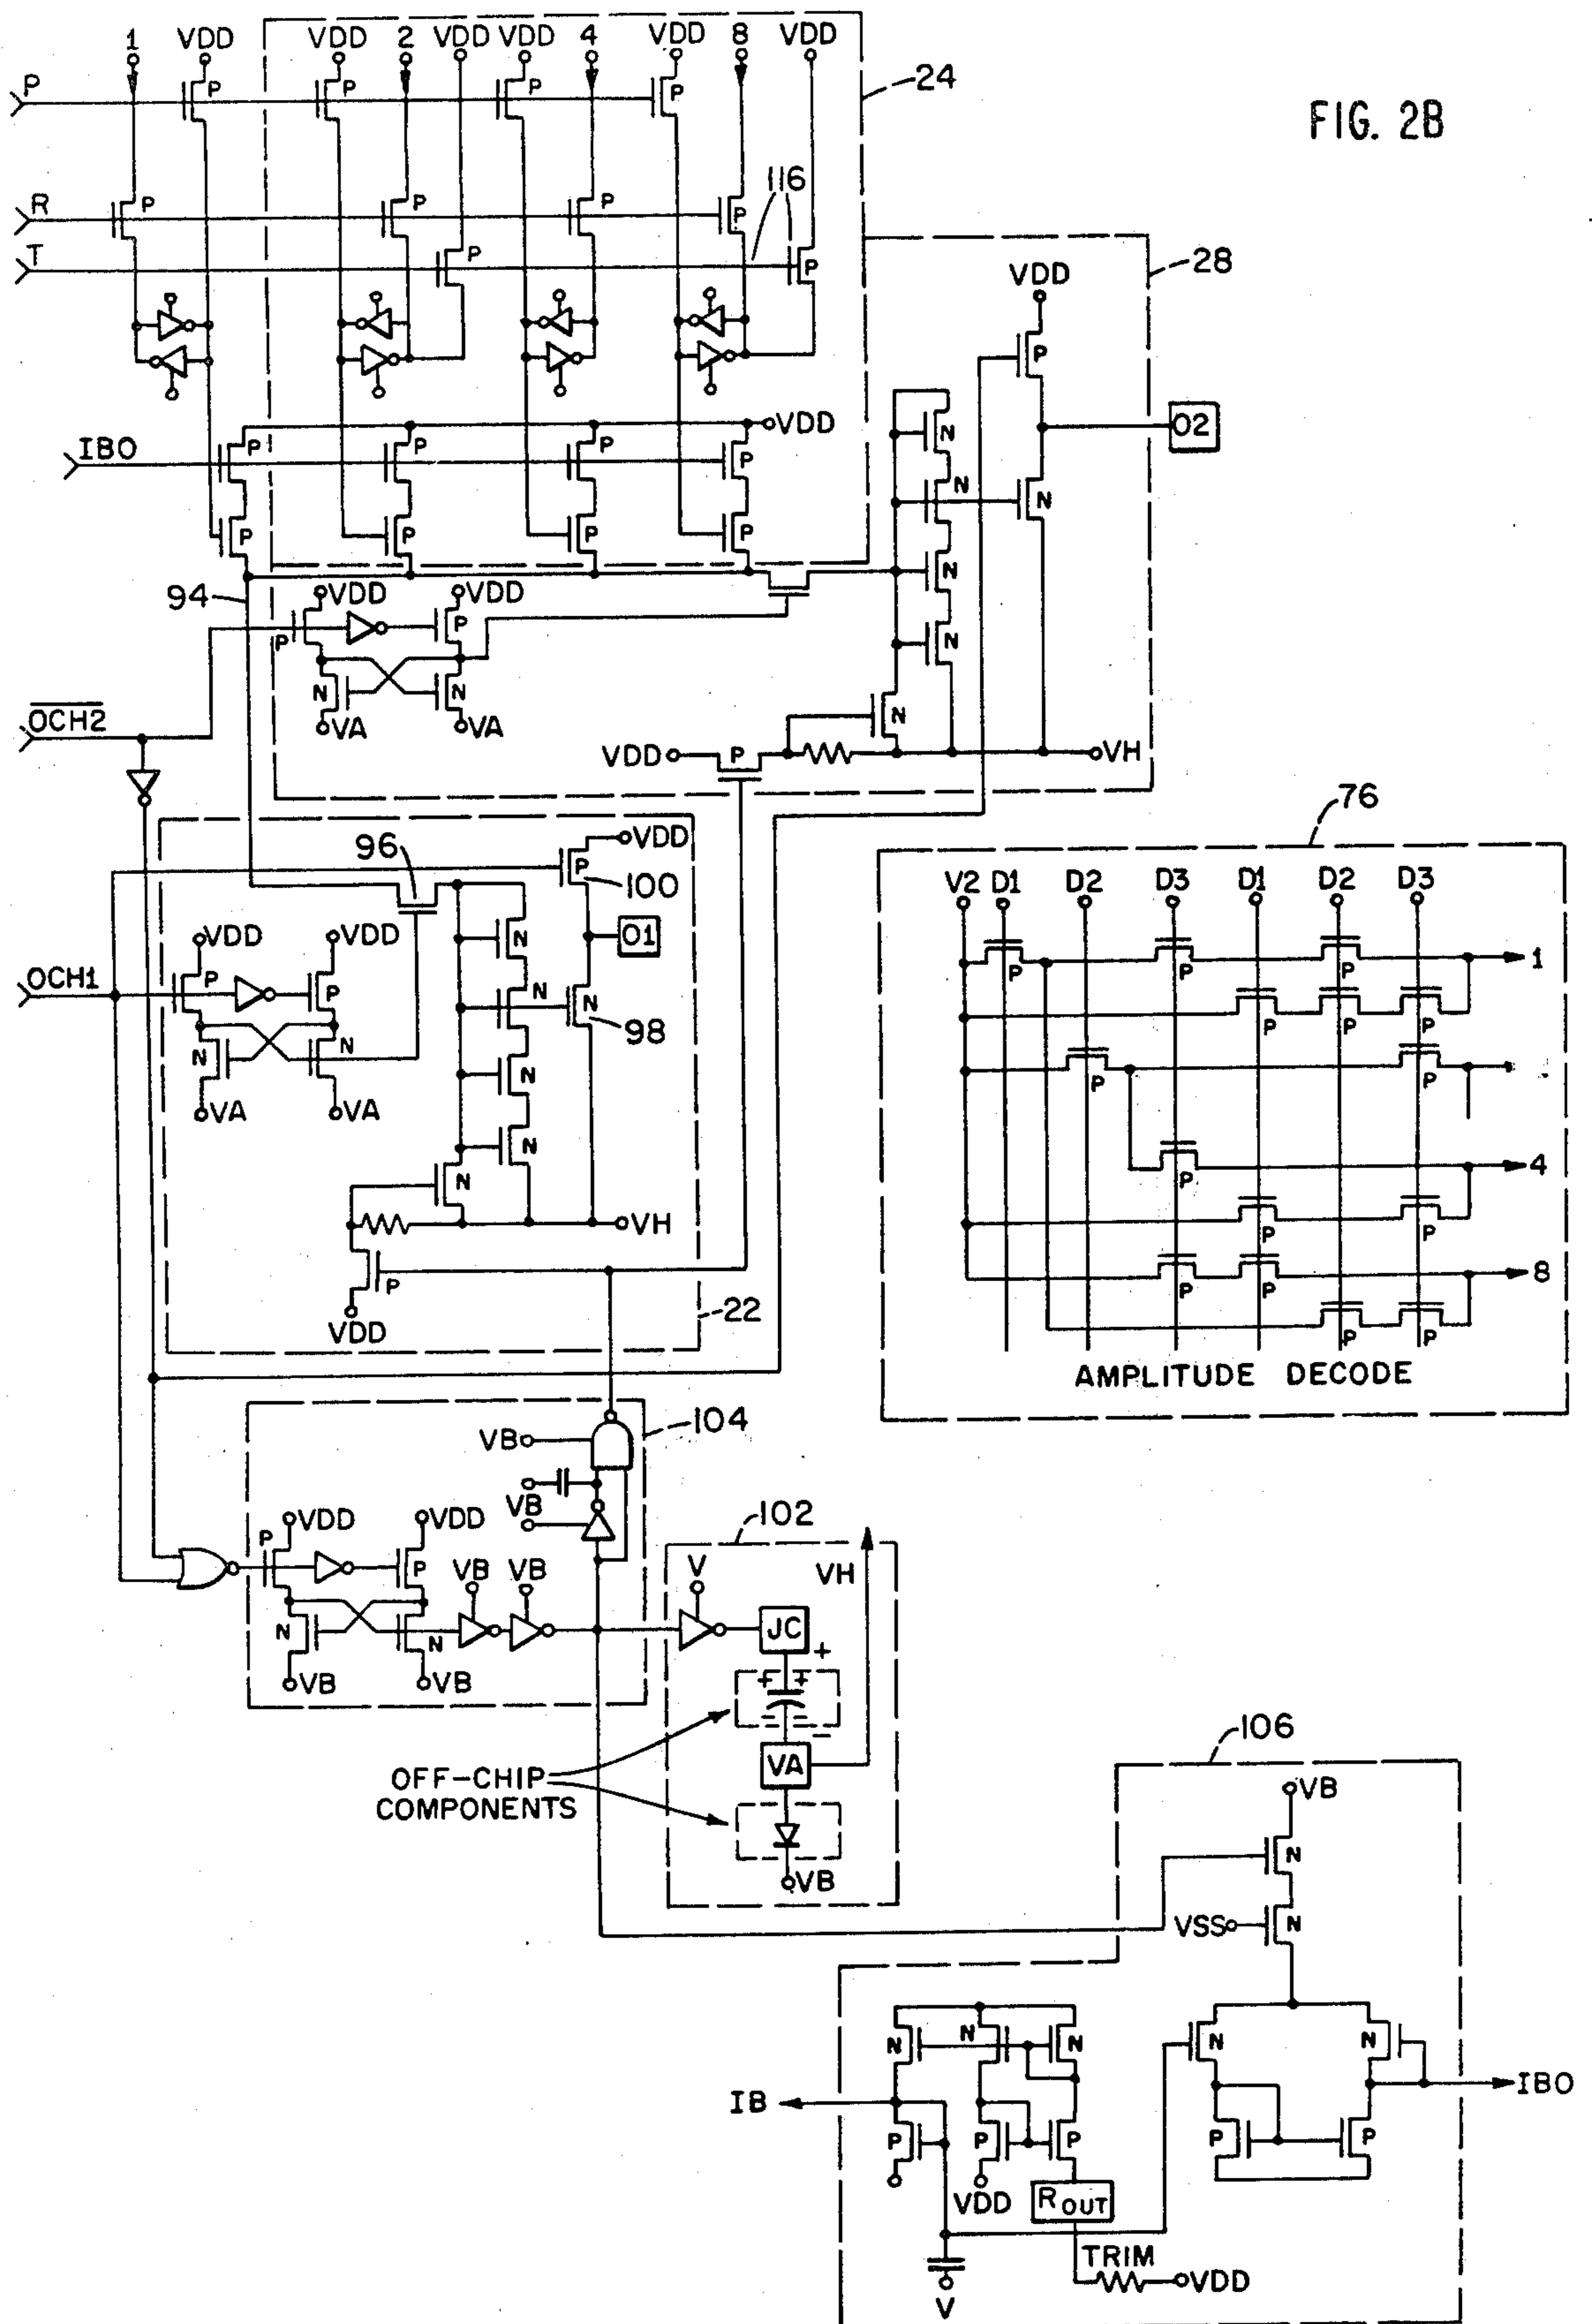 FIG. 2B
1 VDD VDD 2 VDD VDD 4 VDD 8 VDD
P P P P P
24
116
R P P P P
T P P
28
VDD
P
O2
VDD
IBO P P P P
N
N N
P P P P
N
94
VDD VDD
P P
N
N N
VA VA
N
OCH2
VDD P VH
76
V2 D1 D2 D3 D1 D2 D3
P P P 1
P P P
P P
P 4
P P
P P 8
P P
AMPLITUDE DECODE
96
VDD
P
100
N
O1
VDD VDD
OCH1
P P
N N
98
N N
N
VA VA
N
N
VH
P
VDD
22
104
VB
VB
VDD VDD
P P
VB VB
N N
VB VB
102
V
VH
JC
+
+ +
- -
-
VA
OFF-CHIP
COMPONENTS
VB
106
VB
N
VSS N
N N N
N N
IB
IBO
P P P
P P
VDD
ROUT
TRIM
VDD
V